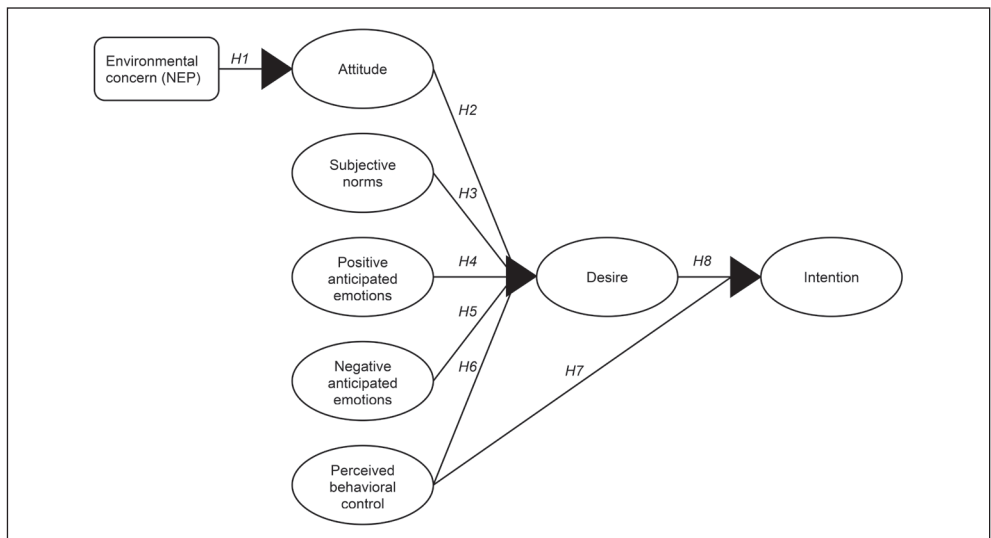 Environmental
concern (NEP)
H1
Attitude
H2
Subjective
norms
H3
Positive
anticipated
emotions
H4
Desire
H8
Intention
H5
Negative
anticipated
emotions
H6
H7
Perceived
behavioral
control